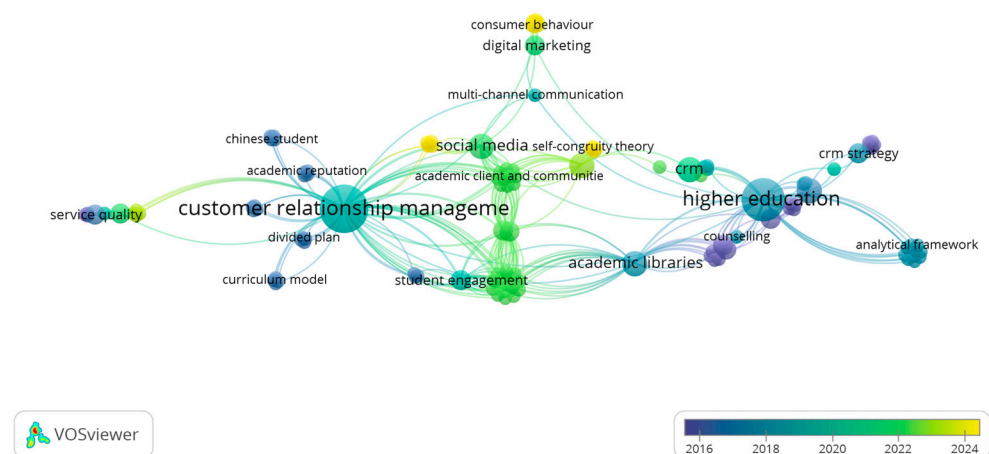 consumer behaviour
digital marketing
multi-channel communication
chinese student
social media
self-congruity theory
crm strategy
academic reputation
academic client and communitie
crm
service quality
customer relationship manageme
higher education
divided plan
counselling
analytical framework
curriculum model
student engagement
academic libraries
VOSviewer
2016
2018
2020
2022
2024